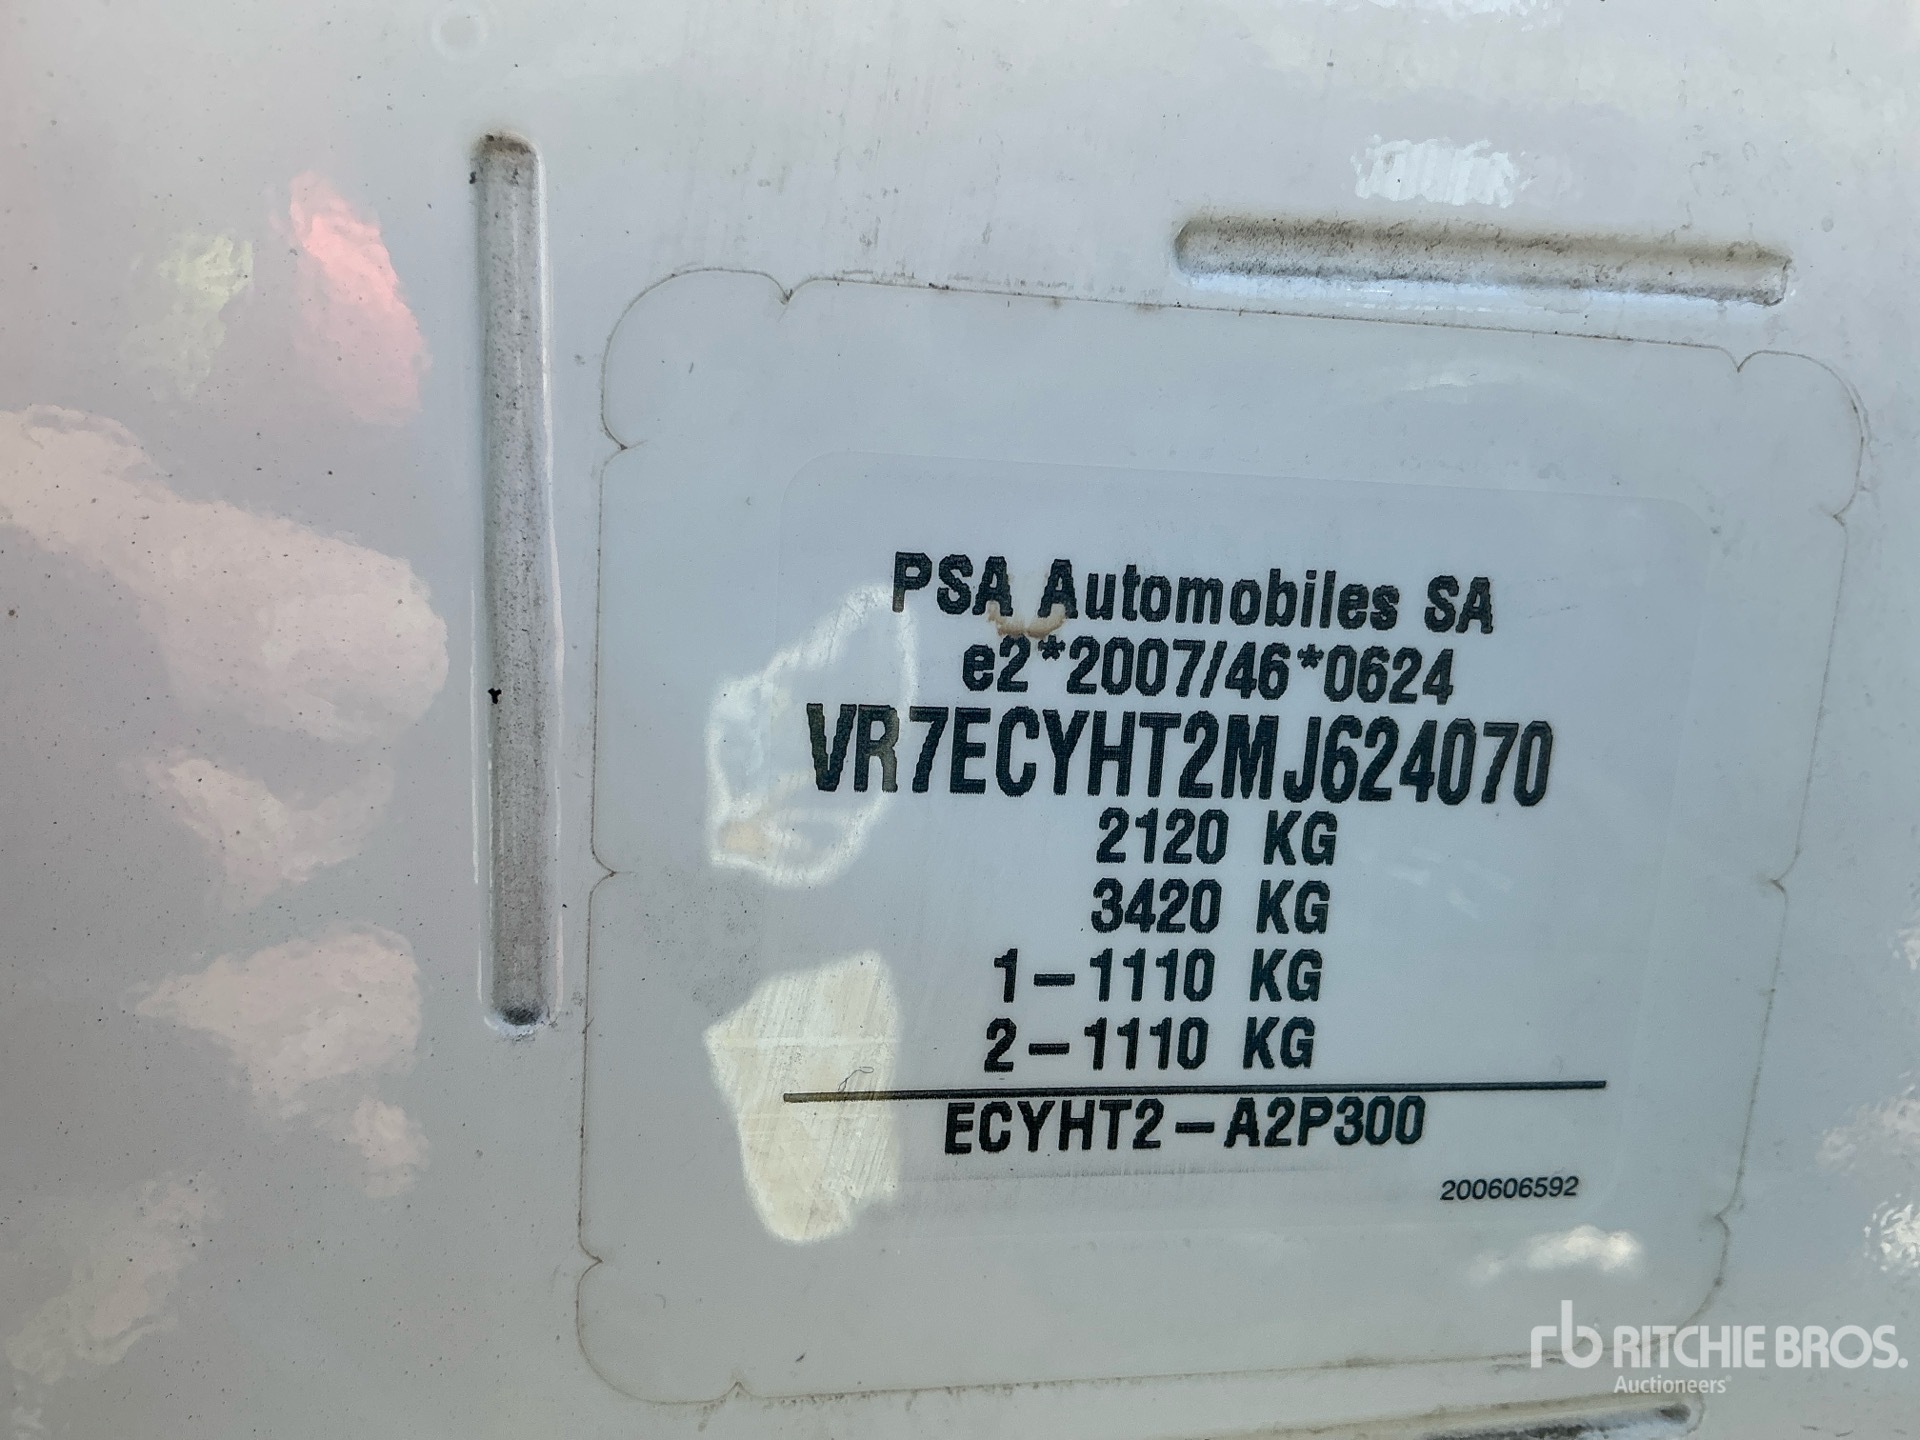 PSA Automobiles SA
e2*2007/46*0624
VR7ECYHT2MJ624070
2120 KG
3420 KG
1-1110 KG
2-1110 KG
ECYHT2-A2P300
200606592
rb RITCHIE BROS.
Auctioneers